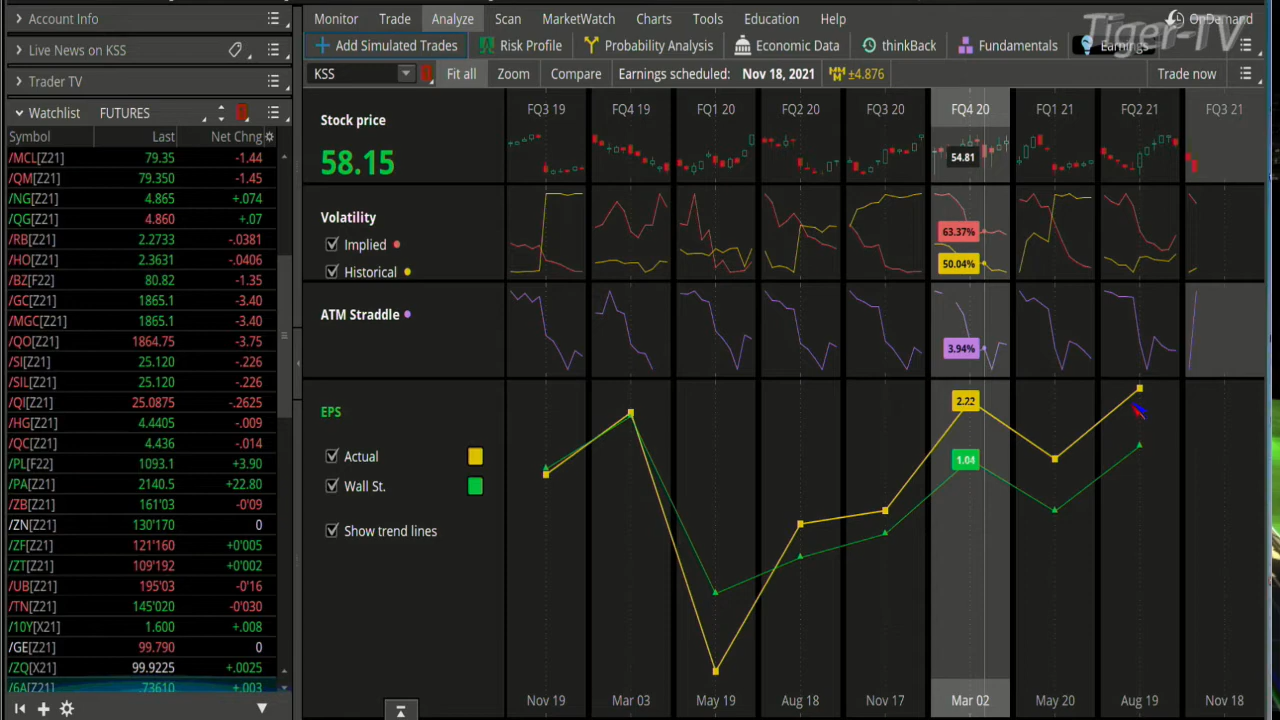 Account Info
Live News on KSS
Trader TV
Watchlist FUTURES
Symbol Last Net Chng
/MCL[Z21] 79.35 -1.44
/QM[Z21] 79.350 -1.45
/NG[Z21] 4.865 +.074
/QG[Z21] 4.860 +.07
/RB[Z21] 2.2733 -.0381
/HO[Z21] 2.3631 -.0406
/BZ[F22] 80.82 -1.35
/GC[Z21] 1865.1 -3.40
/MGC[Z21] 1865.1 -3.40
/QO[Z21] 1864.75 -3.75
/SI[Z21] 25.120 -.226
/SIL[Z21] 25.120 -.226
/QI[Z21] 25.0875 -.2625
/HG[Z21] 4.4405 -.009
/QC[Z21] 4.436 -.014
/PL[F22] 1093.1 +3.90
/PA[Z21] 2140.5 +22.80
/ZB[Z21] 161'03 -0'09
/ZN[Z21] 130'170 0
/ZF[Z21] 121'160 +0'005
/ZT[Z21] 109'192 +0'002
/UB[Z21] 195'03 -0'16
/TN[Z21] 145'020 -0'030
/10Y[X21] 1.600 +.008
/GE[Z21] 99.790 0
/ZQ[X21] 99.9225 +.0025
/6A[Z21] .73610 +.003
Monitor Trade Analyze Scan MarketWatch Charts Tools Education Help
Tiger-TV
OnDemand
Add Simulated Trades Risk Profile Probability Analysis Economic Data thinkBack Fundamentals Earnings
KSS Fit all Zoom Compare Earnings scheduled: Nov 18, 2021 ±4.876 Trade now
FQ3 19 FQ4 19 FQ1 20 FQ2 20 FQ3 20 FQ4 20 FQ1 21 FQ2 21 FQ3 21
Stock price
58.15
54.81
Volatility
Implied
Historical
63.37%
50.04%
ATM Straddle
3.94%
EPS
Actual
Wall St.
Show trend lines
2.22
1.04
Nov 19 Mar 03 May 19 Aug 18 Nov 17 Mar 02 May 20 Aug 19 Nov 18